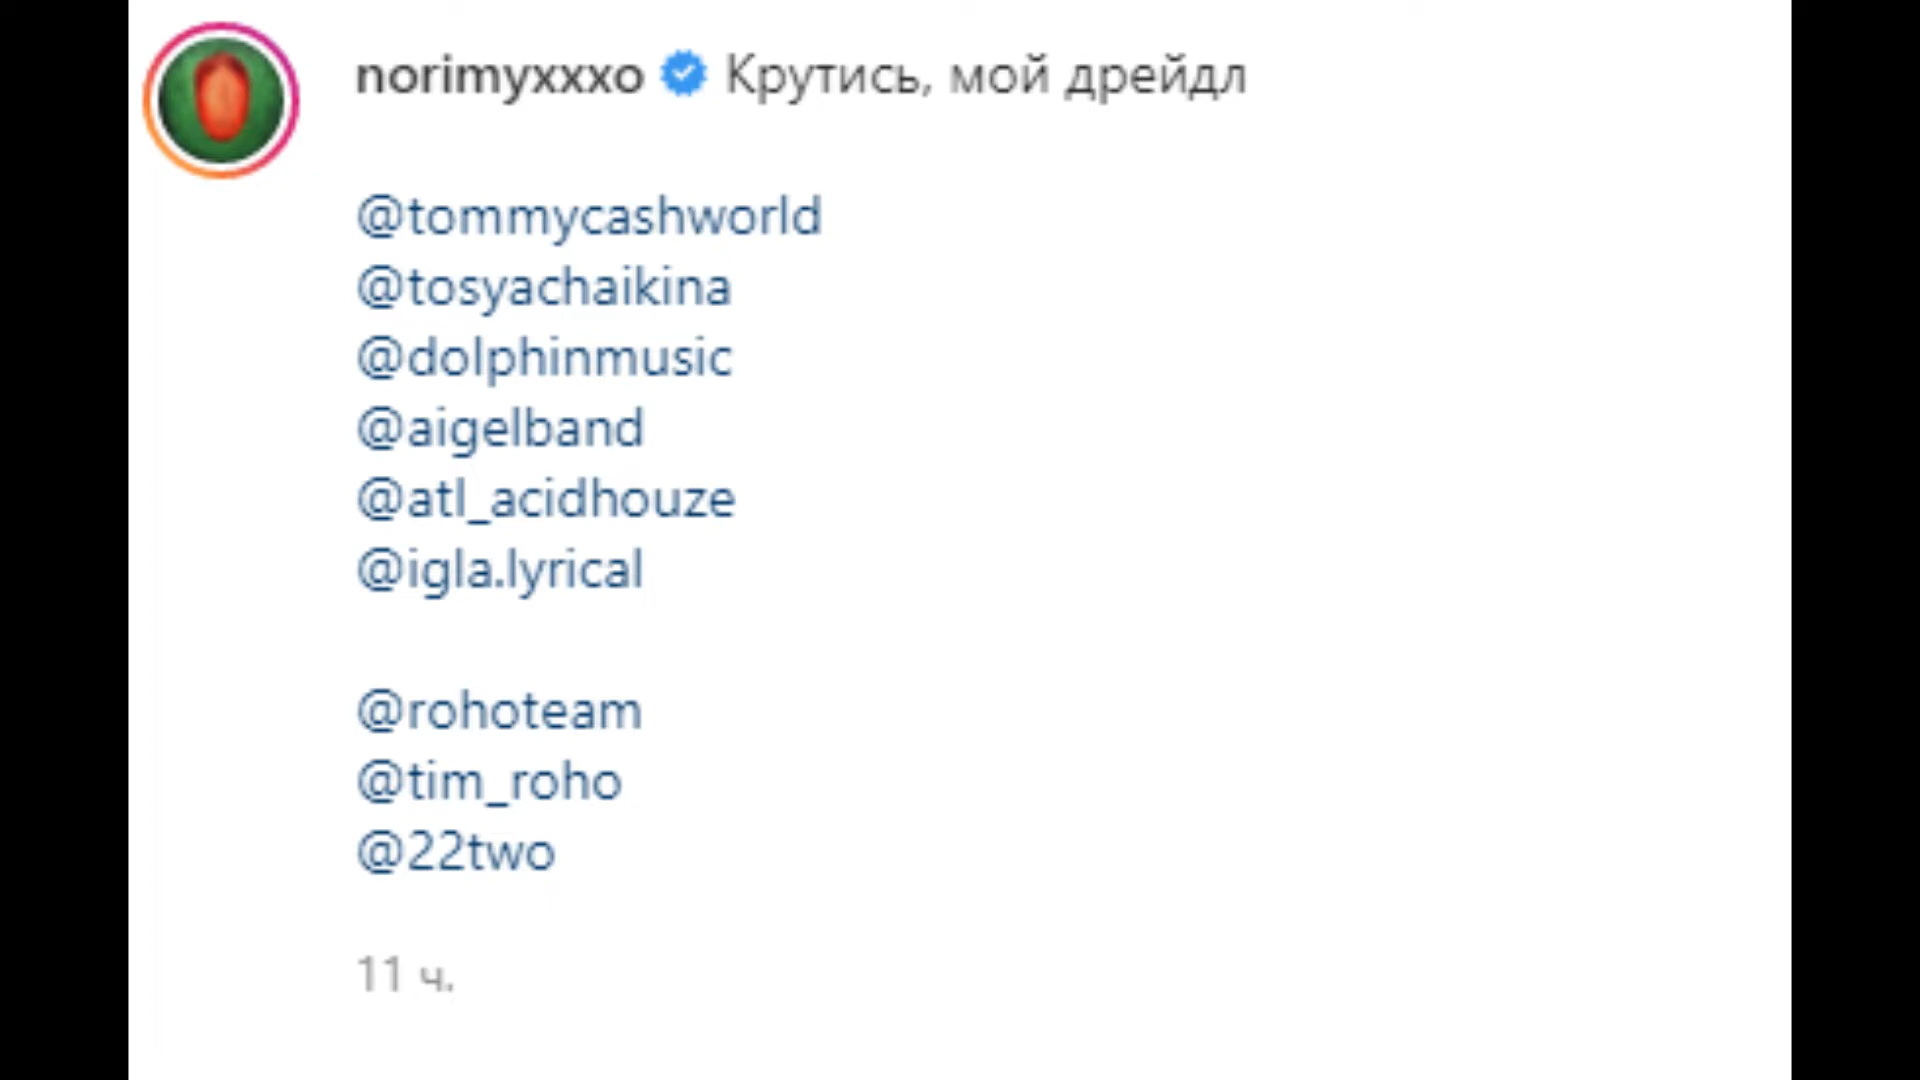 norimyxxxo Крутись, мой дрейдл
@tommycashworld
@tosyachaikina
@dolphinmusic
@aigelband
@atl_acidhouze
@igla.lyrical
@rohoteam
@tim_roho
@22two
11 ч.